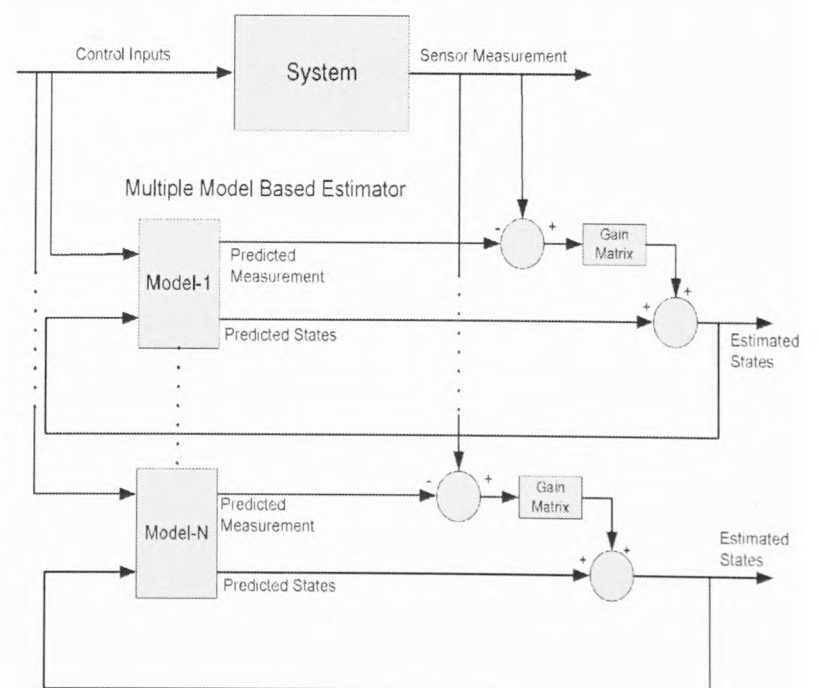 Control Inputs
System
Sensor Measurement
Multiple Model Based Estimator
-
+
Gain
Matrix
Model-1
Predicted
Measurement
+
+
Predicted States
Estimated
States
-
+
Gain
Matrix
Model-N
Predicted
Measurement
+
+
Predicted States
Estimated
States